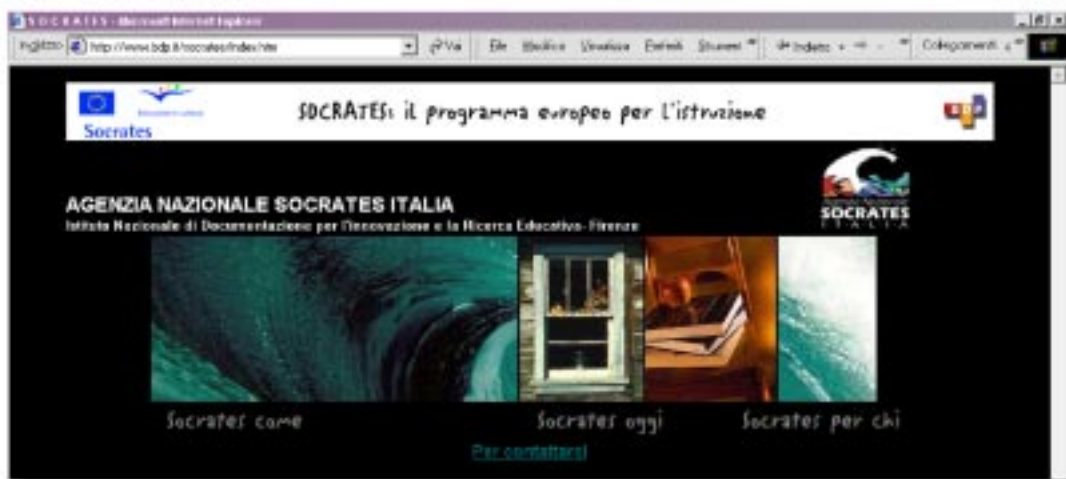 SOCRATES - Microsoft Internet Explorer
Indirizzo http://www.bdp.it/socrates/index.htm Vai File Modifica Visualizza Preferiti Strumenti Indietro Collegamenti
Socrates
SOCRATES: il programma europeo per l'istruzione
BDP
AGENZIA NAZIONALE SOCRATES ITALIA
Istituto Nazionale di Documentazione per l'Innovazione e la Ricerca Educativa- Firenze
SOCRATES
ITALIA
Socrates come
Socrates oggi
Socrates per chi
Per contattarci